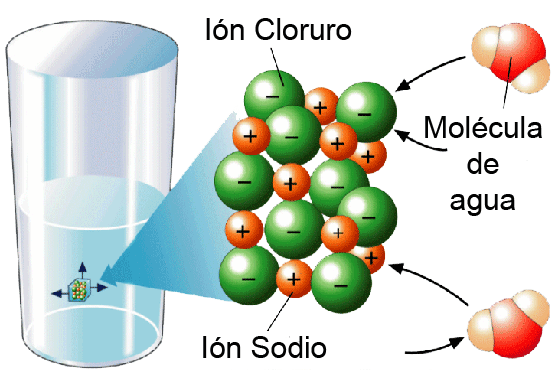 Ión Cloruro
Molécula
de
agua
Ión Sodio